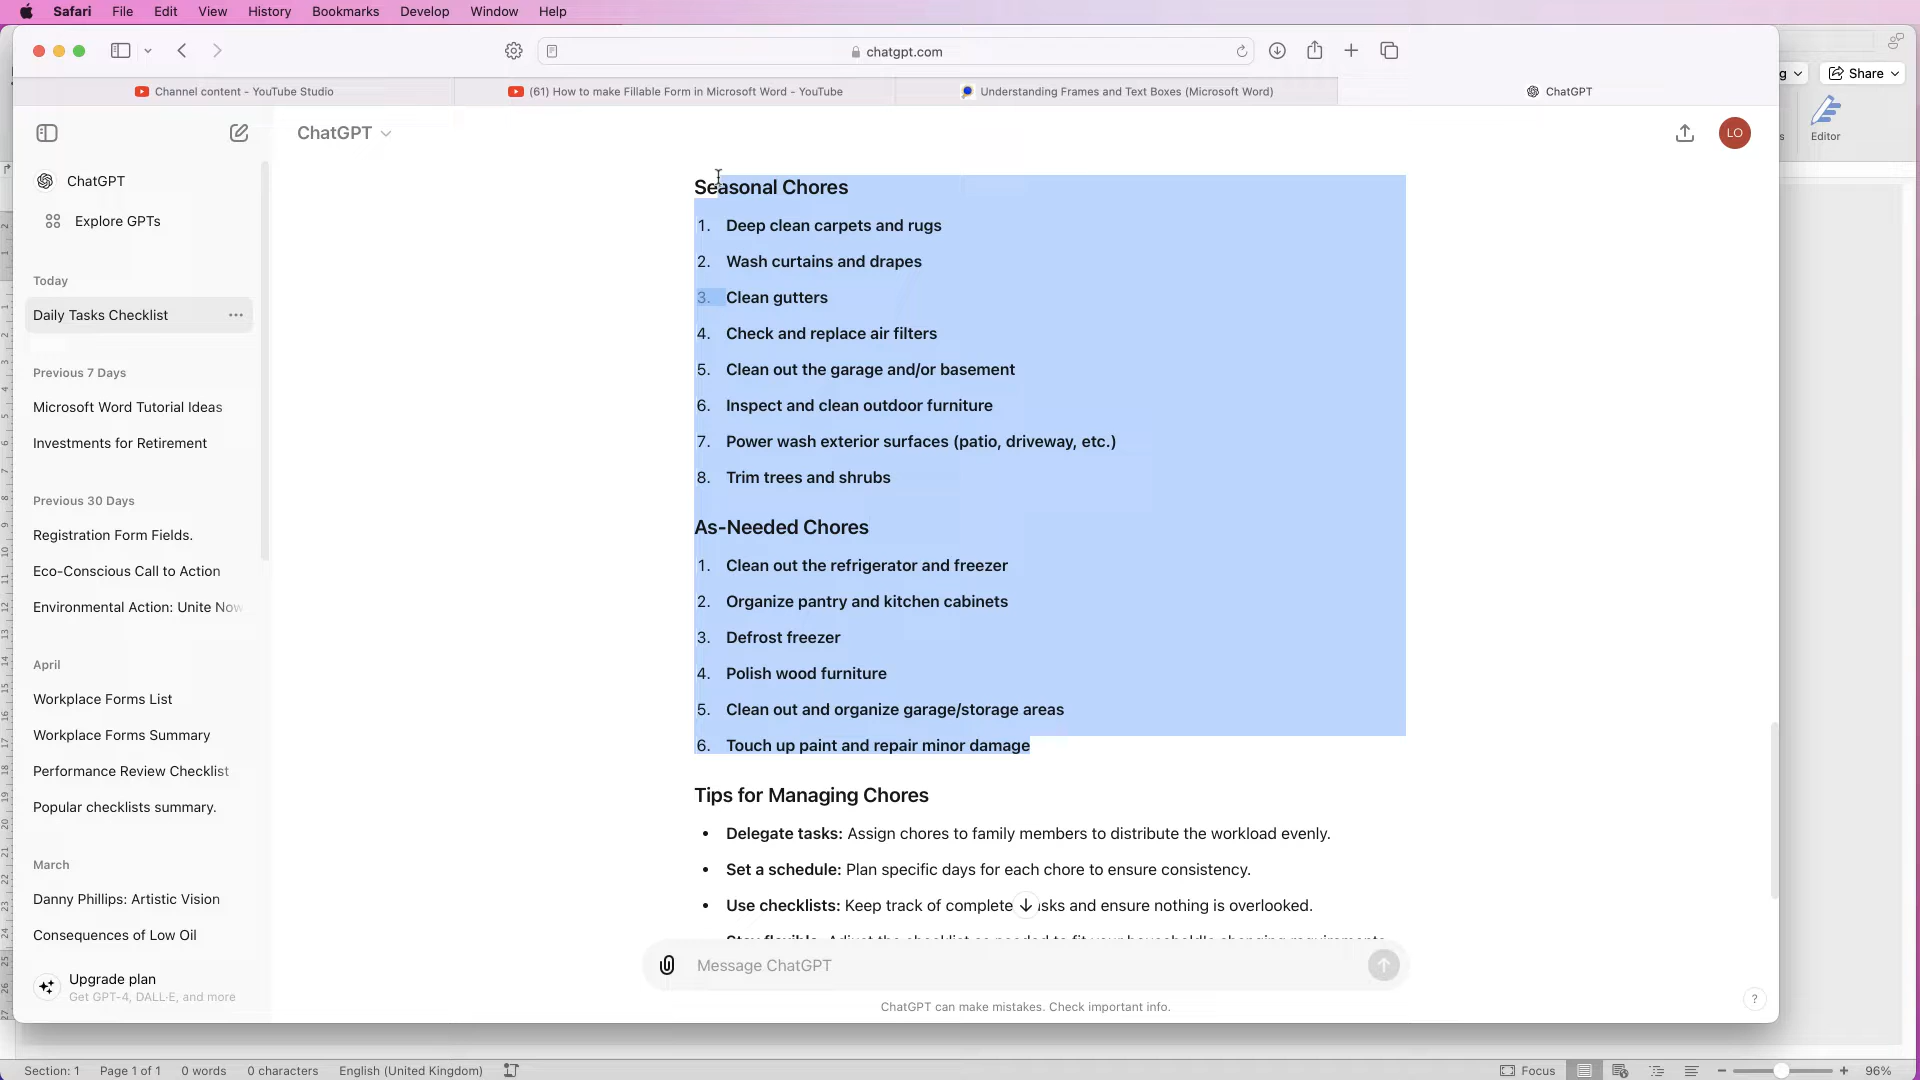 Safari File Edit View History Bookmarks Develop Window Help
chatgpt.com
Share
Channel content - YouTube Studio
(61) How to make Fillable Form in Microsoft Word - YouTube
Understanding Frames and Text Boxes (Microsoft Word)
ChatGPT
Editor
ChatGPT
LO
ChatGPT
Explore GPTs
Today
Daily Tasks Checklist
Previous 7 Days
Microsoft Word Tutorial Ideas
Investments for Retirement
Previous 30 Days
Registration Form Fields.
Eco-Conscious Call to Action
Environmental Action: Unite Now
April
Workplace Forms List
Workplace Forms Summary
Performance Review Checklist
Popular checklists summary.
March
Danny Phillips: Artistic Vision
Consequences of Low Oil
Upgrade plan
Get GPT-4, DALL·E, and more
Seasonal Chores
1. Deep clean carpets and rugs
2. Wash curtains and drapes
3. Clean gutters
4. Check and replace air filters
5. Clean out the garage and/or basement
6. Inspect and clean outdoor furniture
7. Power wash exterior surfaces (patio, driveway, etc.)
8. Trim trees and shrubs
As-Needed Chores
1. Clean out the refrigerator and freezer
2. Organize pantry and kitchen cabinets
3. Defrost freezer
4. Polish wood furniture
5. Clean out and organize garage/storage areas
6. Touch up paint and repair minor damage
Tips for Managing Chores
• Delegate tasks: Assign chores to family members to distribute the workload evenly.
• Set a schedule: Plan specific days for each chore to ensure consistency.
• Use checklists: Keep track of complete sks and ensure nothing is overlooked.
Message ChatGPT
ChatGPT can make mistakes. Check important info.
?
Section: 1 Page 1 of 1 0 words 0 characters English (United Kingdom) Focus 96%